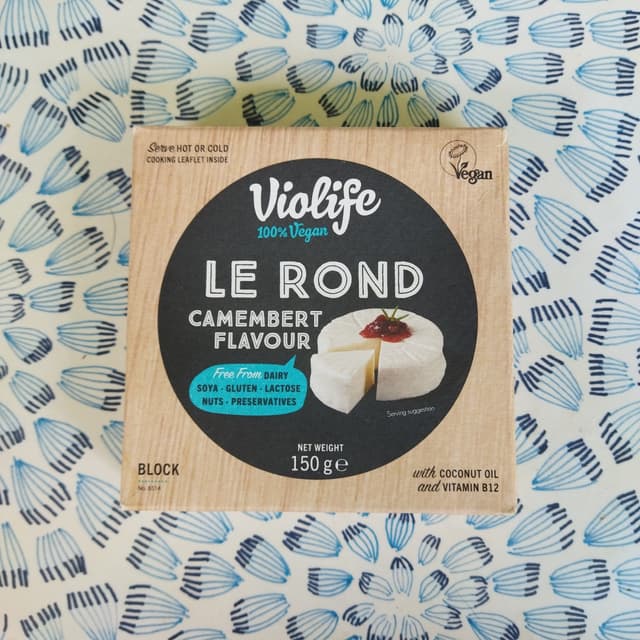 Serve HOT OR COLD
COOKING LEAFLET INSIDE
Vegan
Violife
100% Vegan
LE ROND
CAMEMBERT
FLAVOUR
Free From DAIRY
SOYA - GLUTEN - LACTOSE
NUTS - PRESERVATIVES
Serving suggestion
NET WEIGHT
150 g ℮
BLOCK
with COCONUT OIL
and VITAMIN B12